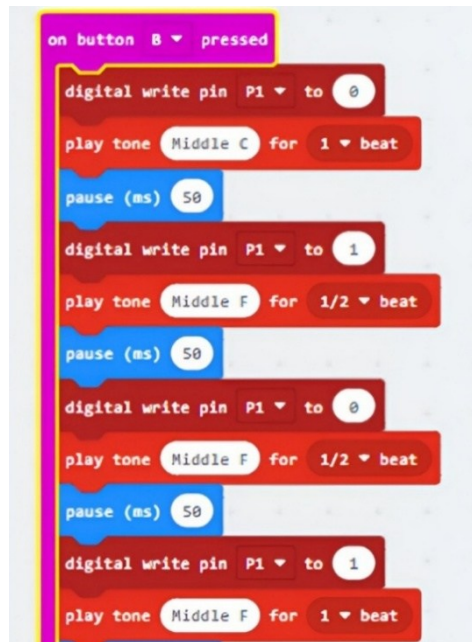 on button B pressed
digital write pin P1 to 0
play tone Middle C for 1 beat
pause (ms) 50
digital write pin P1 to 1
play tone Middle F for 1/2 beat
pause (ms) 50
digital write pin P1 to 0
play tone Middle F for 1/2 beat
pause (ms) 50
digital write pin P1 to 1
play tone Middle F for 1 beat